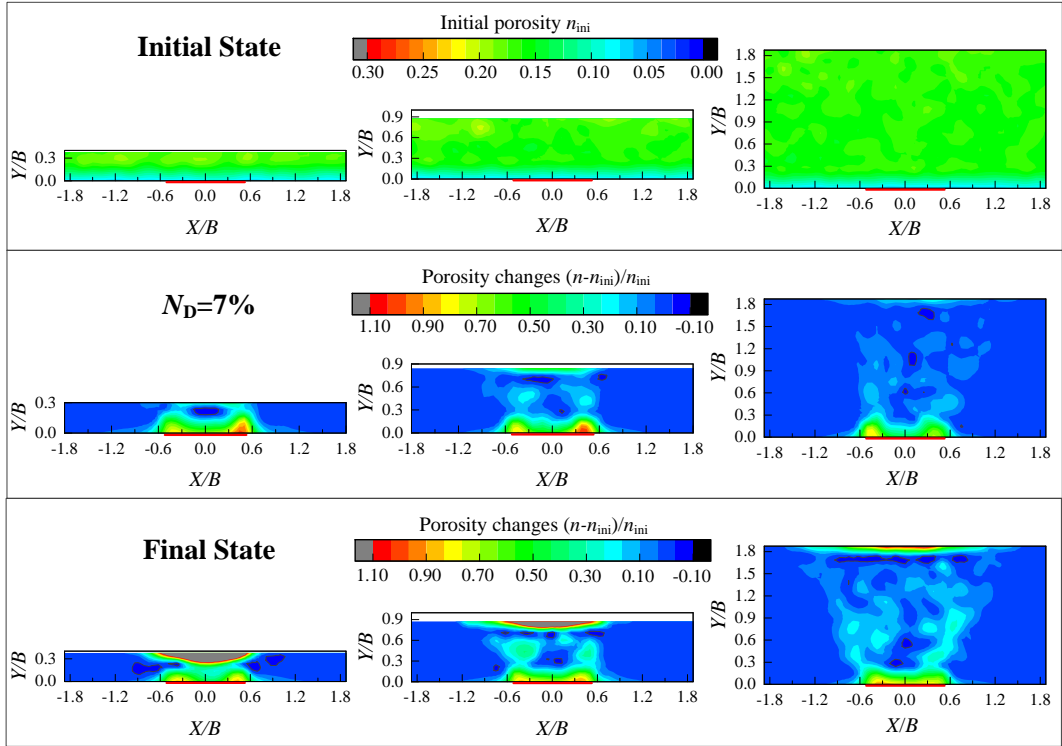 Initial State
Initial porosity n_ini
0.30 0.25 0.20 0.15 0.10 0.05 0.00
Y/B
0.3
0.0
-1.8 -1.2 -0.6 0.0 0.6 1.2 1.8
X/B
Y/B
0.9
0.6
0.3
0.0
-1.8 -1.2 -0.6 0.0 0.6 1.2 1.8
X/B
Y/B
1.8
1.5
1.2
0.9
0.6
0.3
0.0
-1.8 -1.2 -0.6 0.0 0.6 1.2 1.8
X/B
N_D=7%
Porosity changes (n-n_ini)/n_ini
1.10 0.90 0.70 0.50 0.30 0.10 -0.10
Y/B
0.3
0.0
-1.8 -1.2 -0.6 0.0 0.6 1.2 1.8
X/B
Y/B
0.9
0.6
0.3
0.0
-1.8 -1.2 -0.6 0.0 0.6 1.2 1.8
X/B
Y/B
1.8
1.5
1.2
0.9
0.6
0.3
0.0
-1.8 -1.2 -0.6 0.0 0.6 1.2 1.8
X/B
Final State
Porosity changes (n-n_ini)/n_ini
1.10 0.90 0.70 0.50 0.30 0.10 -0.10
Y/B
0.3
0.0
-1.8 -1.2 -0.6 0.0 0.6 1.2 1.8
X/B
Y/B
0.9
0.6
0.3
0.0
-1.8 -1.2 -0.6 0.0 0.6 1.2 1.8
X/B
Y/B
1.8
1.5
1.2
0.9
0.6
0.3
0.0
-1.8 -1.2 -0.6 0.0 0.6 1.2 1.8
X/B